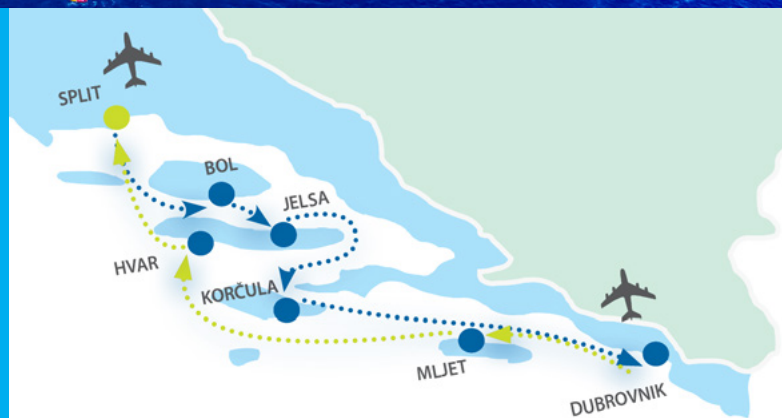 SPLIT
BOL
JELSA
HVAR
KORČULA
MLJET
DUBROVNIK